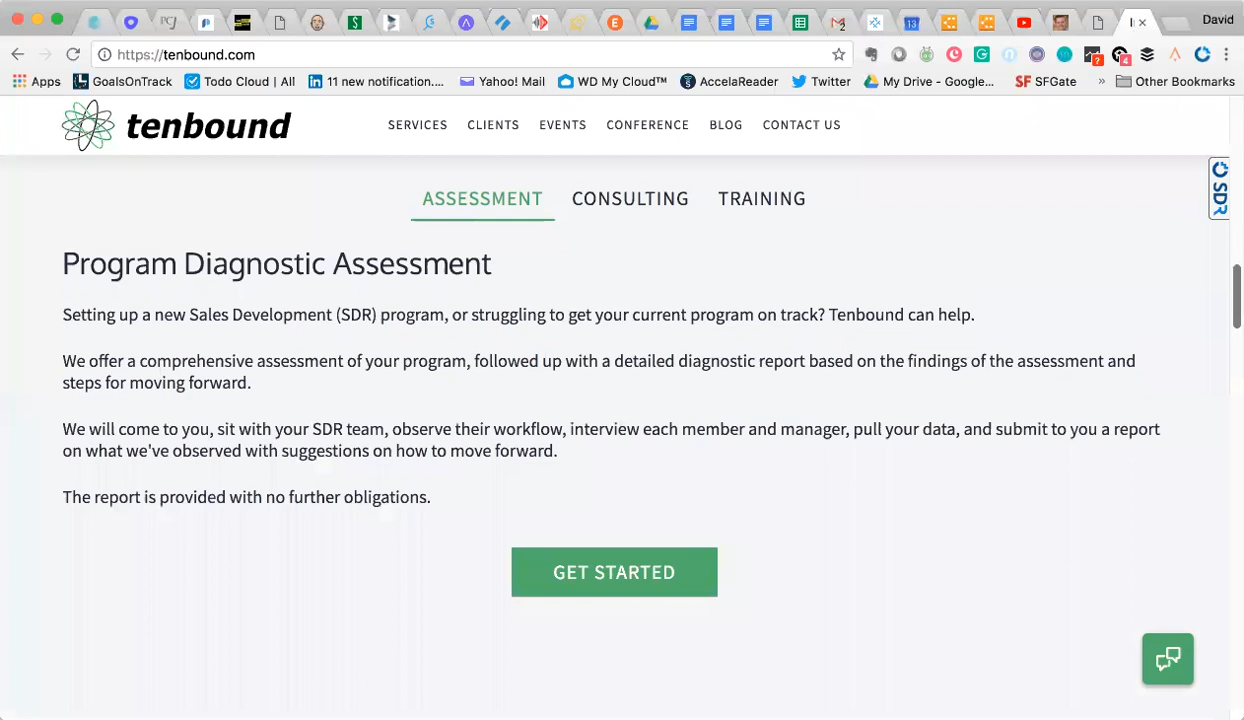 David
https://tenbound.com
Apps GoalsOnTrack Todo Cloud | All 11 new notification.... Yahoo! Mail WD My Cloud™ AccelaReader Twitter My Drive - Google... SF SFGate » Other Bookmarks
tenbound SERVICES CLIENTS EVENTS CONFERENCE BLOG CONTACT US
SDR
ASSESSMENT CONSULTING TRAINING
Program Diagnostic Assessment
Setting up a new Sales Development (SDR) program, or struggling to get your current program on track? Tenbound can help.
We offer a comprehensive assessment of your program, followed up with a detailed diagnostic report based on the findings of the assessment and
steps for moving forward.
We will come to you, sit with your SDR team, observe their workflow, interview each member and manager, pull your data, and submit to you a report
on what we've observed with suggestions on how to move forward.
The report is provided with no further obligations.
GET STARTED